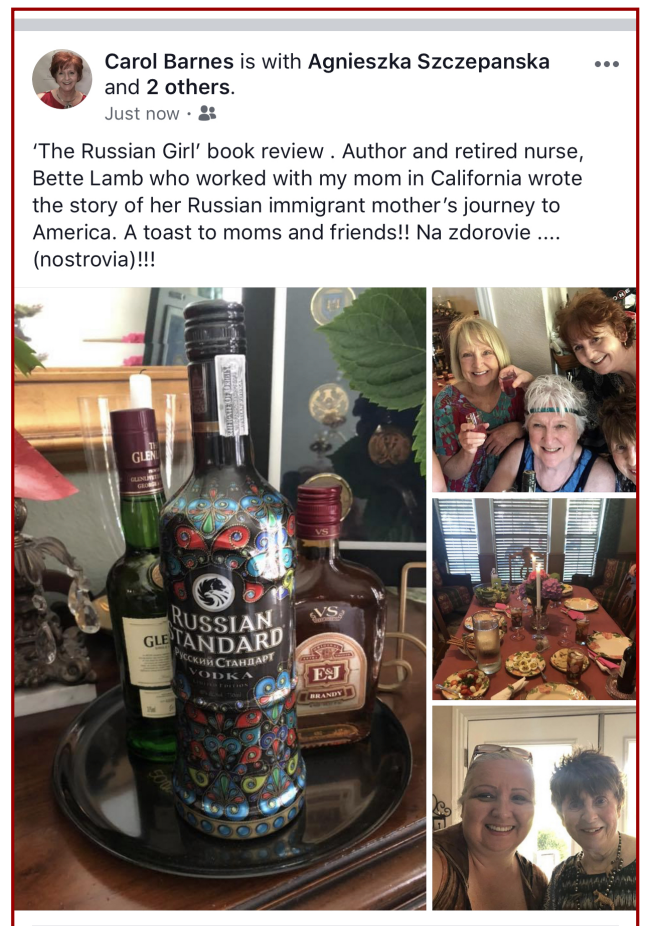 Carol Barnes is with Agnieszka Szczepanska
and 2 others.
Just now ·
‘The Russian Girl’ book review . Author and retired nurse,
Bette Lamb who worked with my mom in California wrote
the story of her Russian immigrant mother’s journey to
America. A toast to moms and friends!! Na zdorovie ....
(nostrovia)!!!
GLEN
GLE
RUSSIAN
STANDARD
Русский Стандарт
VODKA
VS
VS
E&J
BRANDY